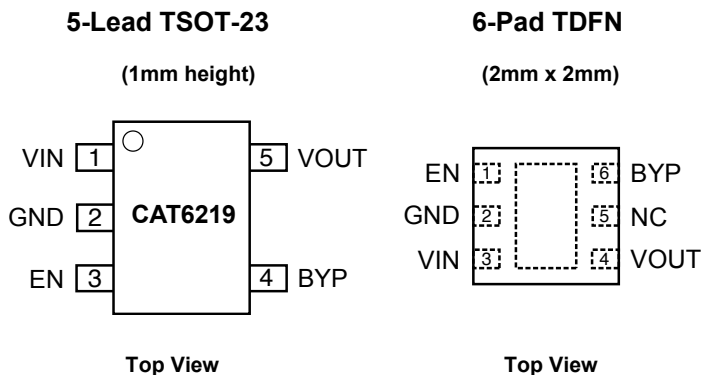 5-Lead TSOT-23
(1mm height)
VIN 1
5 VOUT
GND 2
CAT6219
EN 3
4 BYP
Top View
6-Pad TDFN
(2mm x 2mm)
EN 1
6 BYP
GND 2
5 NC
VIN 3
4 VOUT
Top View